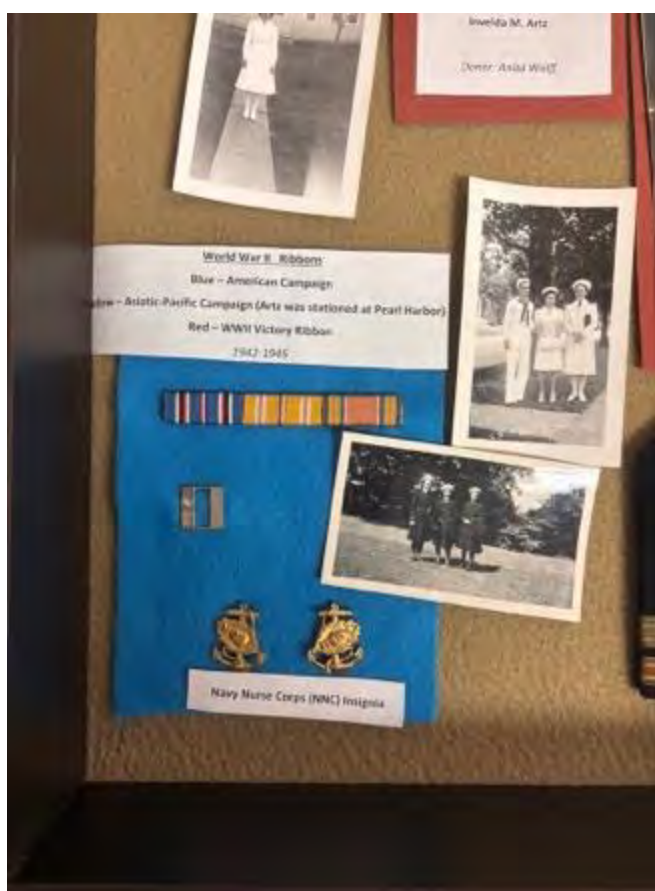 Invelda M. Artz
Donor: Anita Wolff
World War II Ribbons
Blue – American Campaign
– Asiatic-Pacific Campaign (Artz was stationed at Pearl Harbor)
Red – WWII Victory Ribbon
1942-1945
Navy Nurse Corps (NNC) Insignia